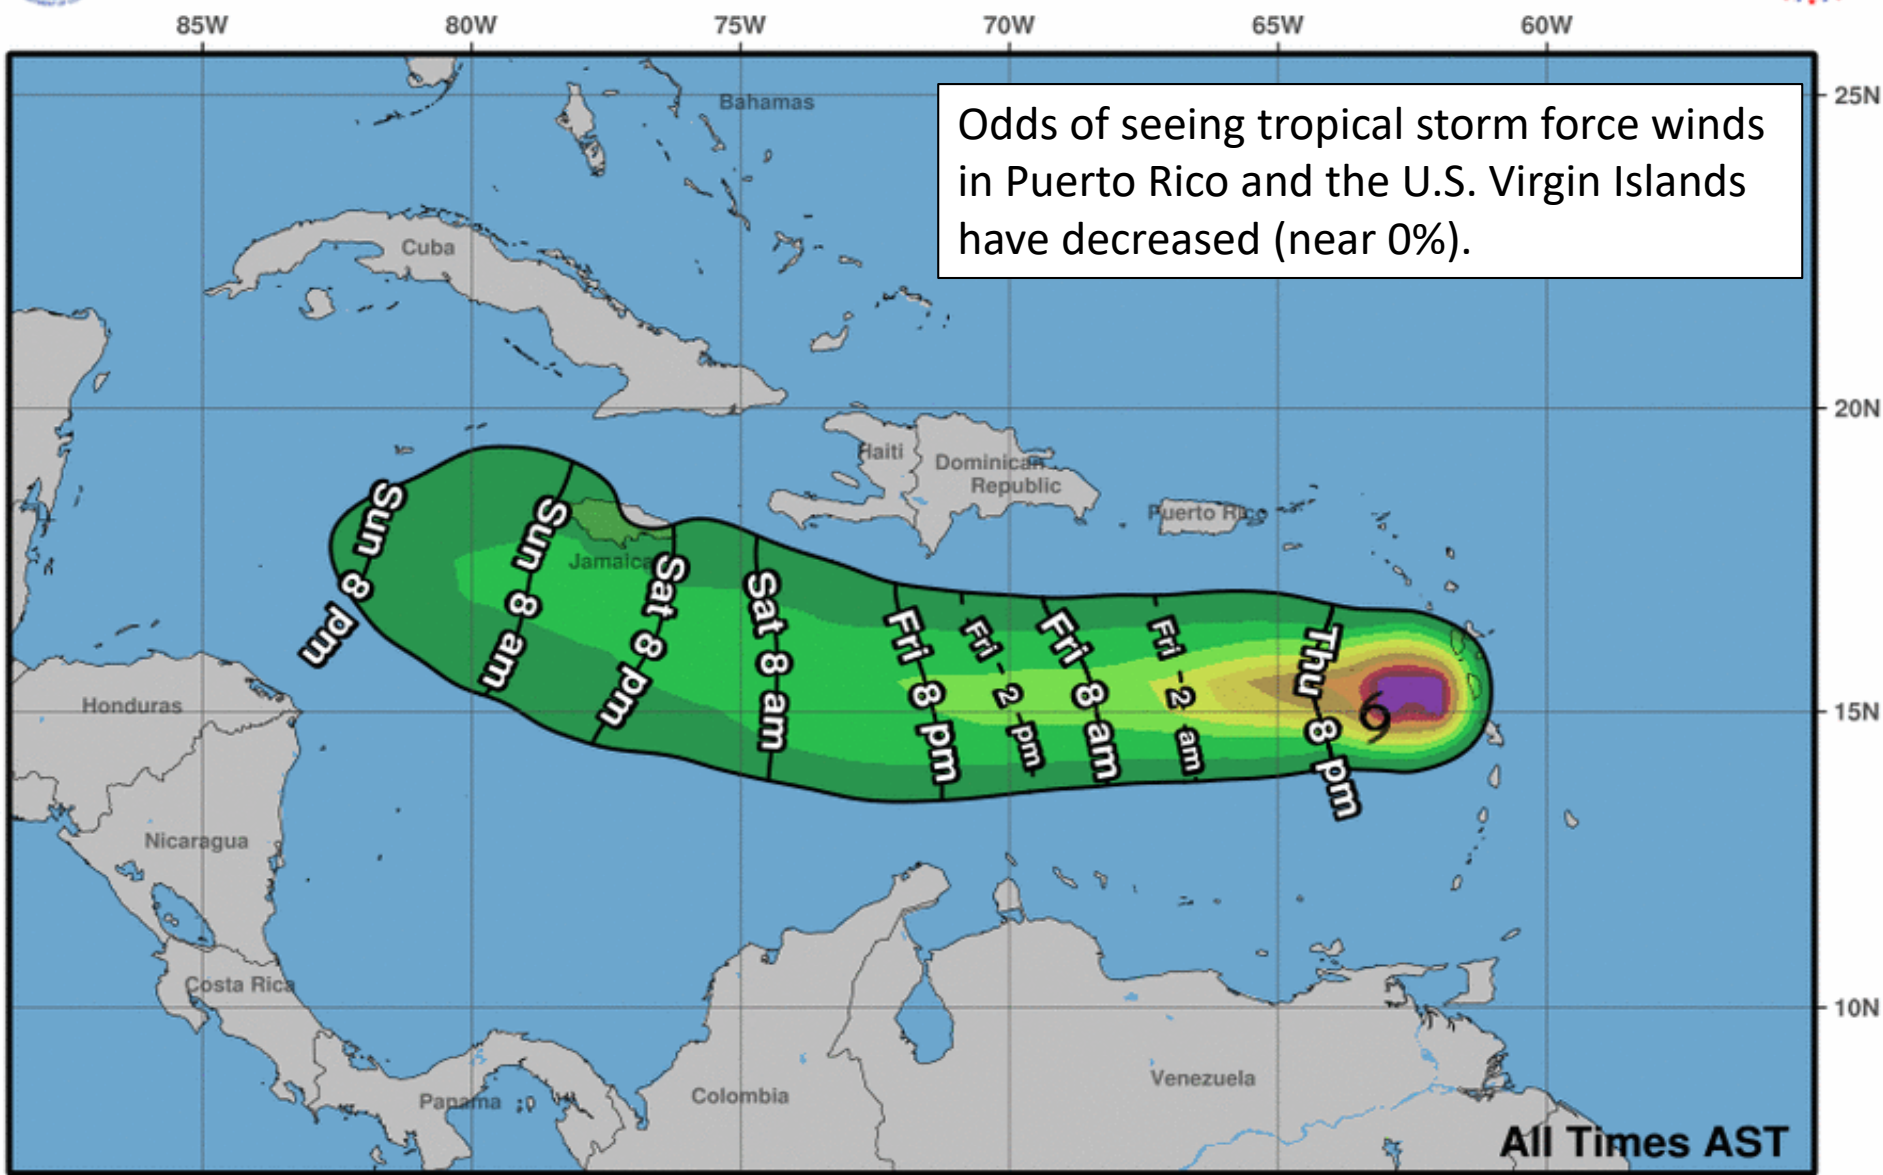 85W 80W 75W 70W 65W 60W
Bahamas
25N
Odds of seeing tropical storm force winds
in Puerto Rico and the U.S. Virgin Islands
have decreased (near 0%).
Cuba
20N
Haiti
Dominican
Republic
Puerto Rico
Jamaica
Sun 8 pm
Sun 8 am
Sat 8 pm
Sat 8 am
Fri 8 pm
Fri 2 pm
Fri 8 am
Fri 2 am
Thu 8 pm
Honduras
15N
Nicaragua
Costa Rica
10N
Panama
Colombia
Venezuela
All Times AST